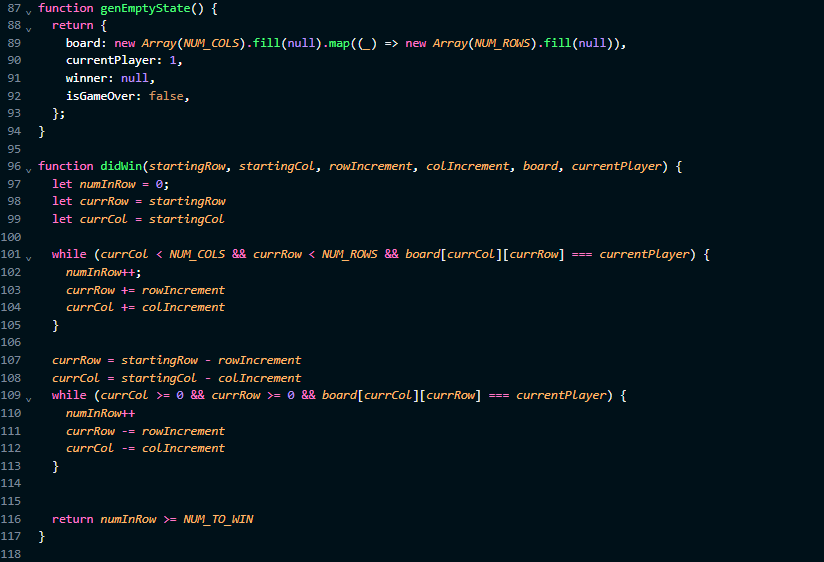 87 function genEmptyState() {
88 return {
89 board: new Array(NUM_COLS).fill(null).map((_) => new Array(NUM_ROWS).fill(null)),
90 currentPlayer: 1,
91 winner: null,
92 isGameOver: false,
93 };
94 }
95
96 function didWin(startingRow, startingCol, rowIncrement, colIncrement, board, currentPlayer) {
97 let numInRow = 0;
98 let currRow = startingRow
99 let currCol = startingCol
100
101 while (currCol < NUM_COLS && currRow < NUM_ROWS && board[currCol][currRow] === currentPlayer) {
102 numInRow++;
103 currRow += rowIncrement
104 currCol += colIncrement
105 }
106
107 currRow = startingRow - rowIncrement
108 currCol = startingCol - colIncrement
109 while (currCol >= 0 && currRow >= 0 && board[currCol][currRow] === currentPlayer) {
110 numInRow++
111 currRow -= rowIncrement
112 currCol -= colIncrement
113 }
114
115
116 return numInRow >= NUM_TO_WIN
117 }
118